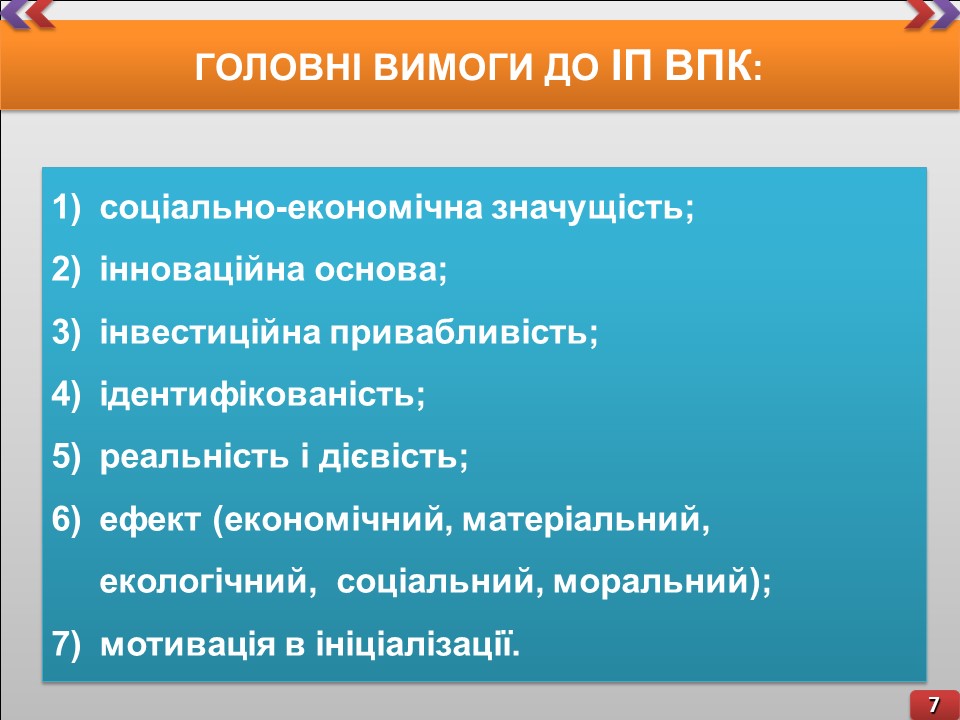 ГОЛОВНІ ВИМОГИ ДО ІП ВПК:
1) соціально-економічна значущість;
2) інноваційна основа;
3) інвестиційна привабливість;
4) ідентифікованість;
5) реальність і дієвість;
6) ефект (економічний, матеріальний,
екологічний, соціальний, моральний);
7) мотивація в ініціалізації.
7